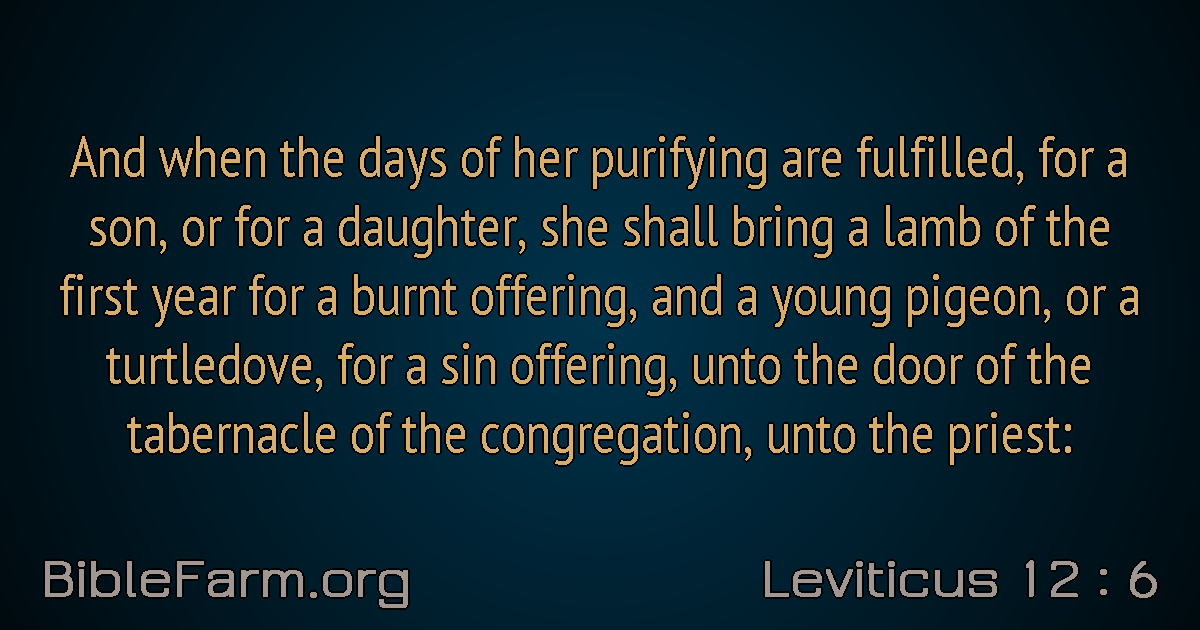 And when the days of her purifying are fulfilled, for a
son, or for a daughter, she shall bring a lamb of the
first year for a burnt offering, and a young pigeon, or a
turtledove, for a sin offering, unto the door of the
tabernacle of the congregation, unto the priest:
BibleFarm.org
Leviticus 12 : 6